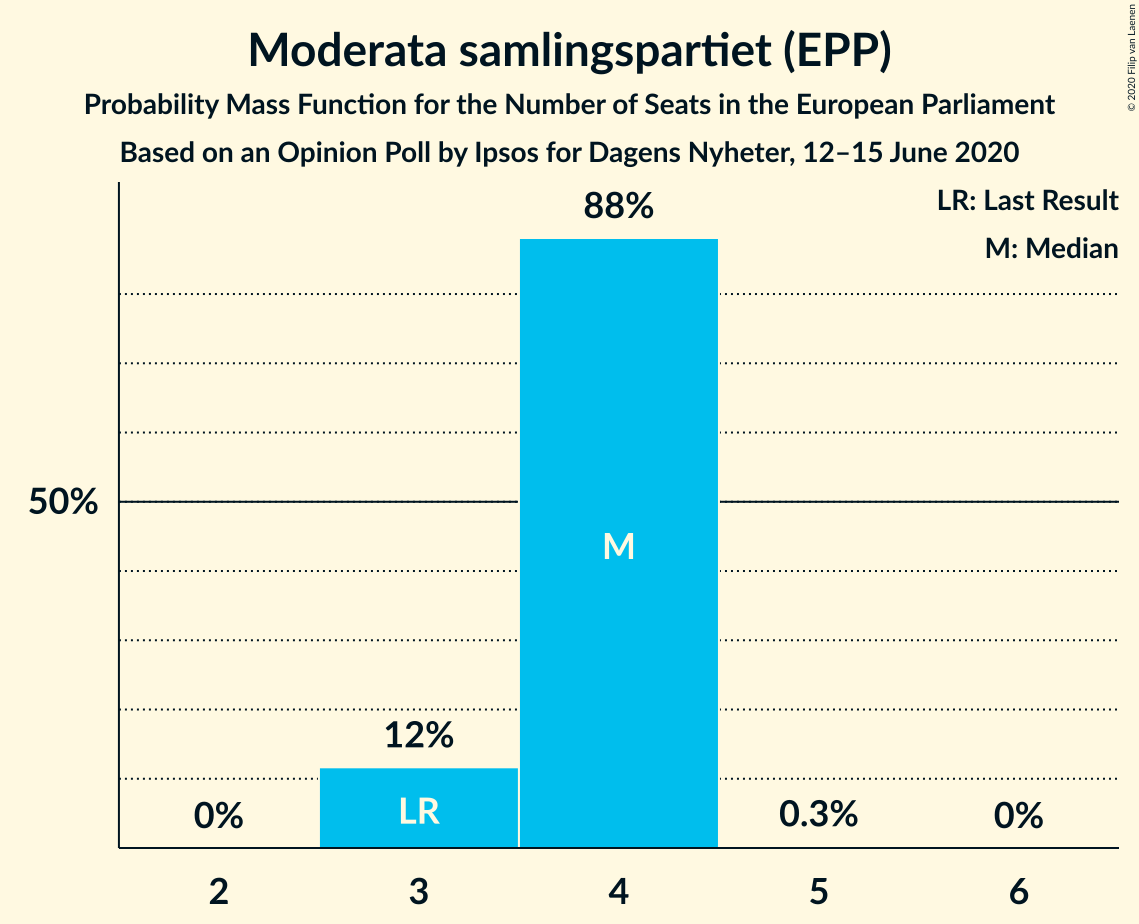 Moderata samlingspartiet (EPP)
Probability Mass Function for the Number of Seats in the European Parliament
Based on an Opinion Poll by Ipsos for Dagens Nyheter, 12–15 June 2020
© 2020 Filip van Laenen
LR: Last Result
M: Median
88%
50%
M
12%
LR
0%
0.3%
0%
2
3
4
5
6